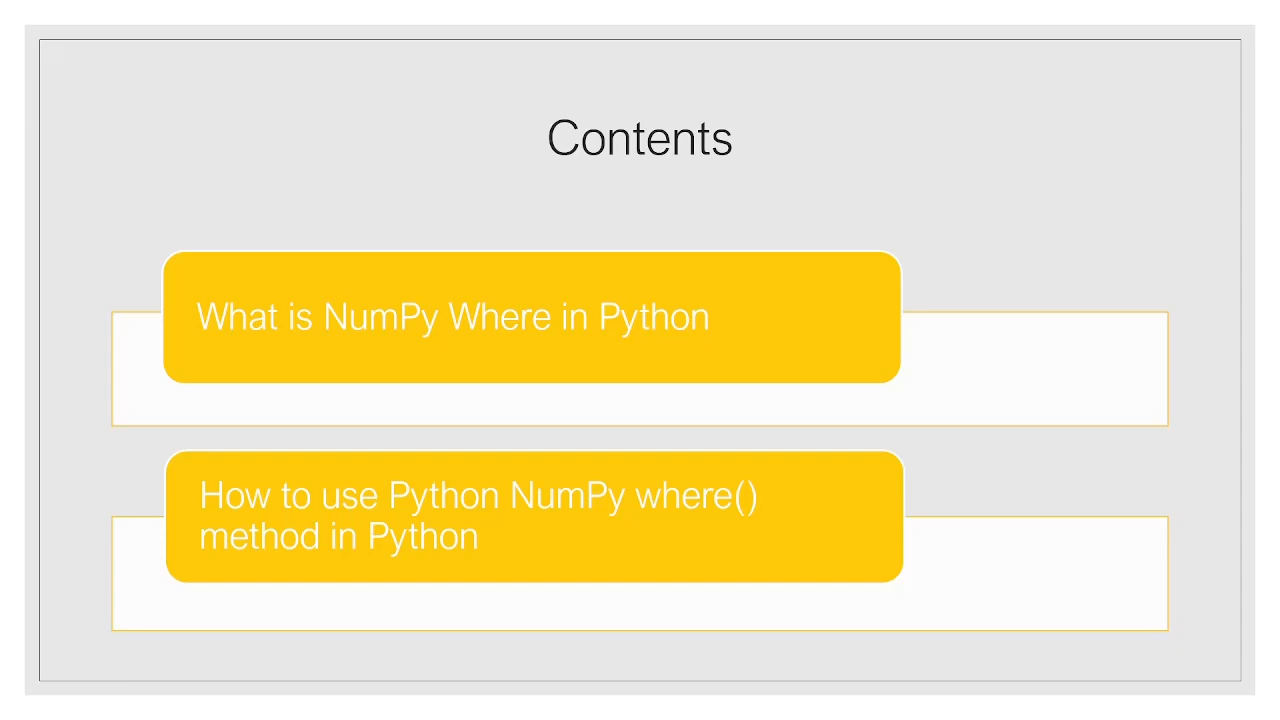 Contents
What is NumPy Where in Python
How to use Python NumPy where()
method in Python